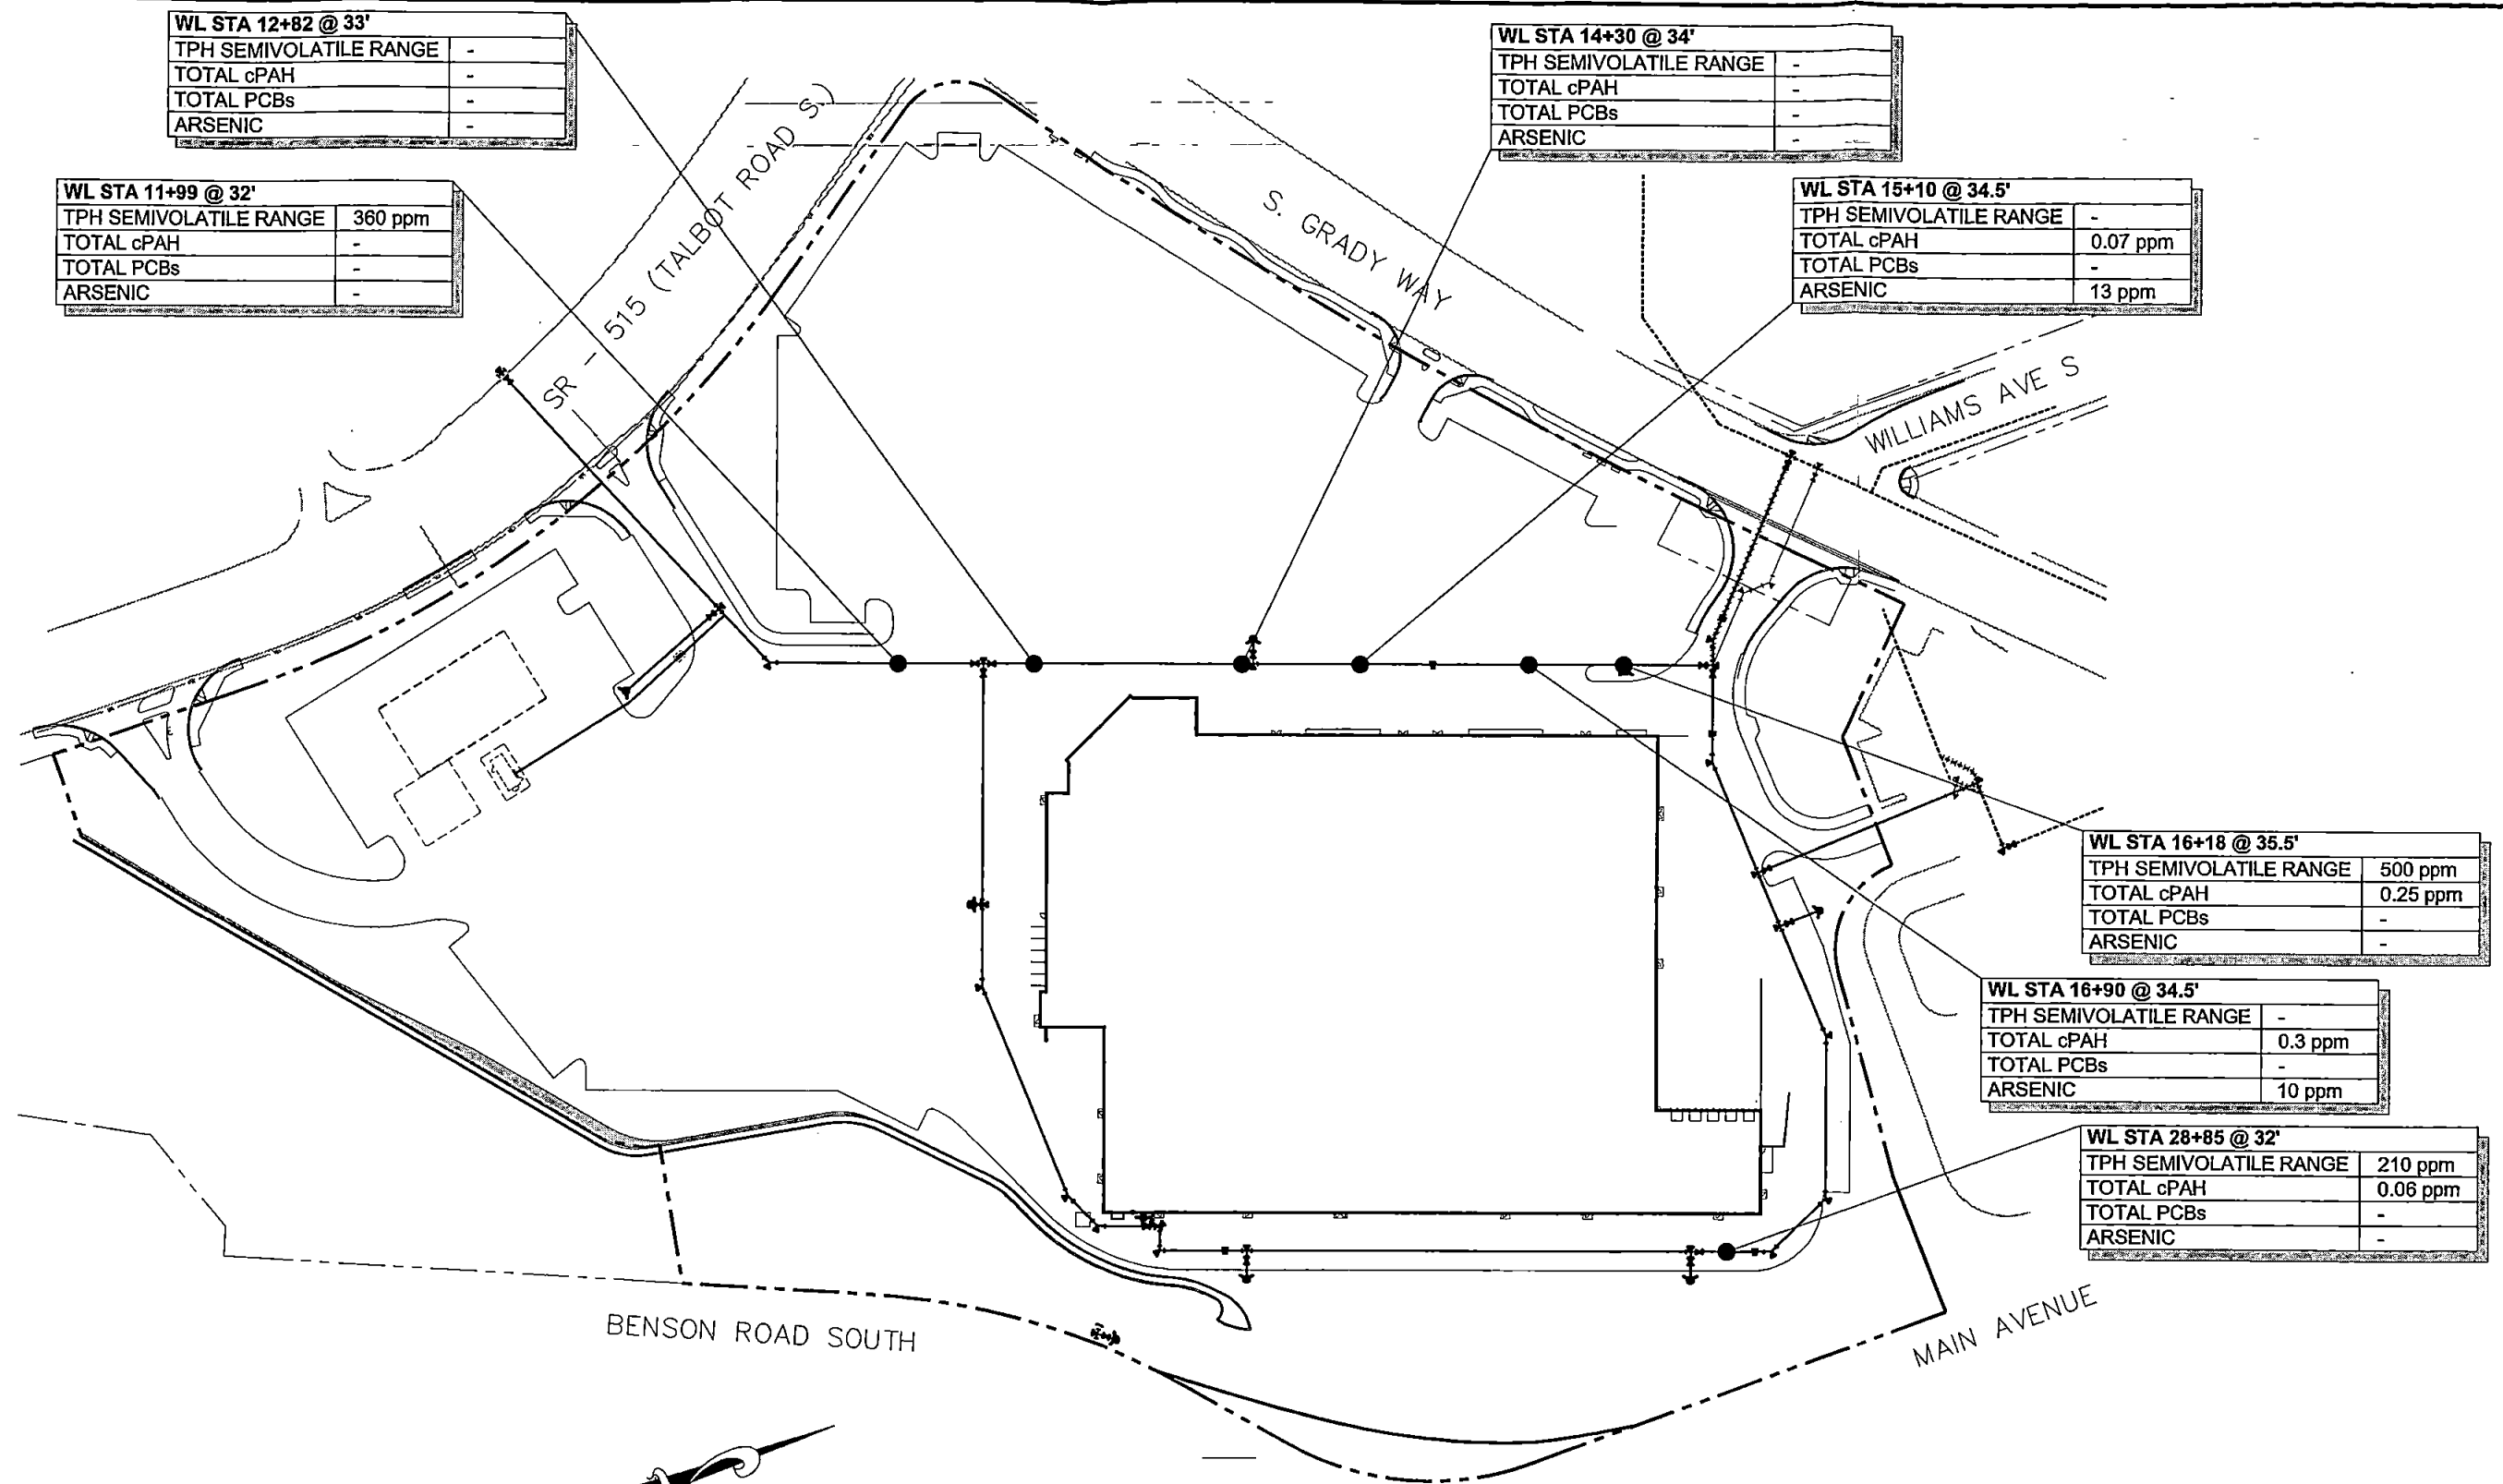 WL STA 12+82 @ 33'
TPH SEMIVOLATILE RANGE -
TOTAL cPAH -
TOTAL PCBs -
ARSENIC -
WL STA 14+30 @ 34'
TPH SEMIVOLATILE RANGE -
TOTAL cPAH -
TOTAL PCBs -
ARSENIC -
WL STA 11+99 @ 32'
TPH SEMIVOLATILE RANGE 360 ppm
TOTAL cPAH -
TOTAL PCBs -
ARSENIC -
WL STA 15+10 @ 34.5'
TPH SEMIVOLATILE RANGE -
TOTAL cPAH 0.07 ppm
TOTAL PCBs -
ARSENIC 13 ppm
SR - 515 (TALBOT ROAD S)
S. GRADY WAY
WILLIAMS AVE S
WL STA 16+18 @ 35.5'
TPH SEMIVOLATILE RANGE 500 ppm
TOTAL cPAH 0.25 ppm
TOTAL PCBs -
ARSENIC -
WL STA 16+90 @ 34.5'
TPH SEMIVOLATILE RANGE -
TOTAL cPAH 0.3 ppm
TOTAL PCBs -
ARSENIC 10 ppm
WL STA 28+85 @ 32'
TPH SEMIVOLATILE RANGE 210 ppm
TOTAL cPAH 0.06 ppm
TOTAL PCBs -
ARSENIC -
BENSON ROAD SOUTH
MAIN AVENUE